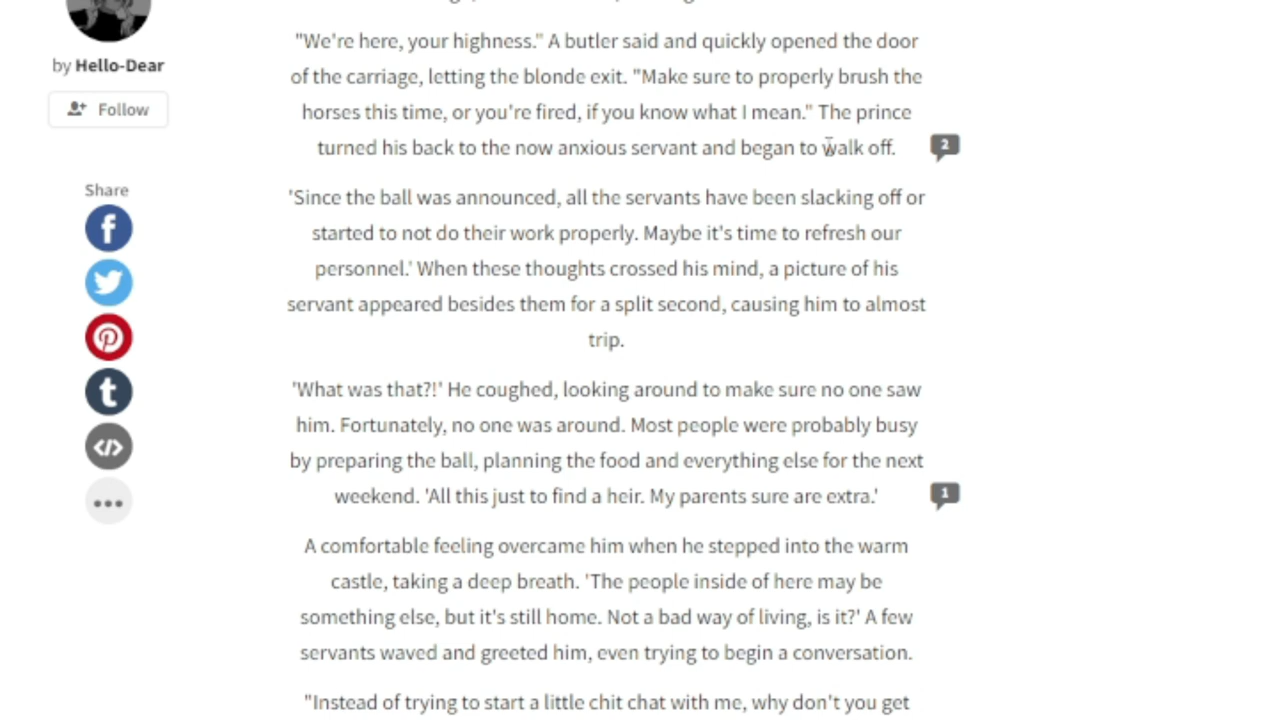 by Hello-Dear
Follow
Share
"We're here, your highness." A butler said and quickly opened the door
of the carriage, letting the blonde exit. "Make sure to properly brush the
horses this time, or you're fired, if you know what I mean." The prince
turned his back to the now anxious servant and began to walk off.
2
'Since the ball was announced, all the servants have been slacking off or
started to not do their work properly. Maybe it's time to refresh our
personnel.' When these thoughts crossed his mind, a picture of his
servant appeared besides them for a split second, causing him to almost
trip.
'What was that?!' He coughed, looking around to make sure no one saw
him. Fortunately, no one was around. Most people were probably busy
by preparing the ball, planning the food and everything else for the next
weekend. 'All this just to find a heir. My parents sure are extra.'
1
A comfortable feeling overcame him when he stepped into the warm
castle, taking a deep breath. 'The people inside of here may be
something else, but it's still home. Not a bad way of living, is it?' A few
servants waved and greeted him, even trying to begin a conversation.
"Instead of trying to start a little chit chat with me, why don't you get